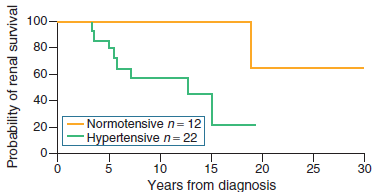 Probability of renal survival
100
80
60
40
20
0
Normotensive n = 12
Hypertensive n = 22
0 5 10 15 20 25 30
Years from diagnosis